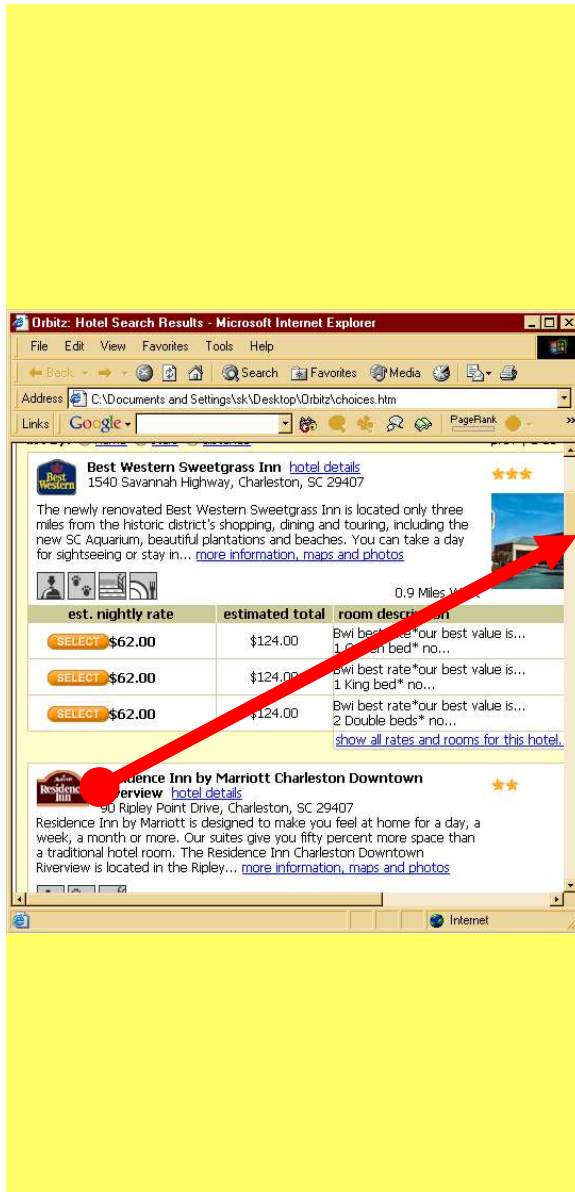 Orbitz: Hotel Search Results - Microsoft Internet Explorer
File Edit View Favorites Tools Help
Back Search Favorites Media
Address C:\Documents and Settings\sk\Desktop\Orbitz\choices.htm
Links Google PageRank »
Best Western Sweetgrass Inn hotel details
Best Western
1540 Savannah Highway, Charleston, SC 29407
The newly renovated Best Western Sweetgrass Inn is located only three
miles from the historic district's shopping, dining and touring, including the
new SC Aquarium, beautiful plantations and beaches. You can take a day
for sightseeing or stay in... more information, maps and photos
0.9 Miles
est. nightly rate estimated total room description
SELECT $62.00 $124.00 Bwi best rate*our best value is...
1 bed* no...
SELECT $62.00 $124.00 Bwi best rate*our best value is...
1 King bed* no...
SELECT $62.00 $124.00 Bwi best rate*our best value is...
2 Double beds* no...
show all rates and rooms for this hotel.
Inn by Marriott Charleston Downtown
Inn
hotel details
90 Ripley Point Drive, Charleston, SC 29407
Residence Inn by Marriott is designed to make you feel at home for a day, a
week, a month or more. Our suites give you fifty percent more space than
a traditional hotel room. The Residence Inn Charleston Downtown
Riverview is located in the Ripley... more information, maps and photos
Internet